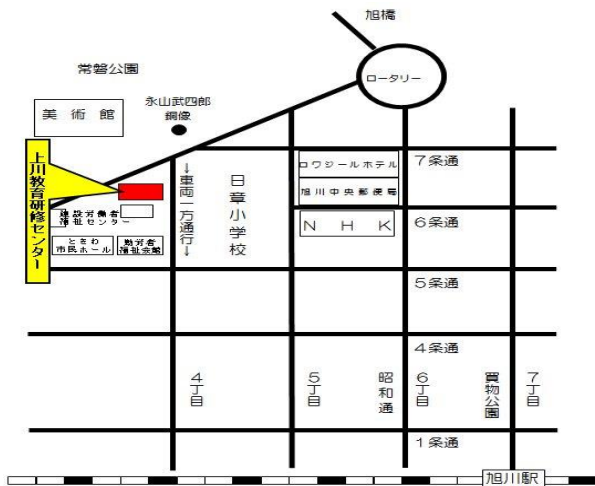 旭橋
常磐公園
ロータリー
永山武四郎
銅像
美術館
上川教育研修センター
ロワジールホテル
7条通
旭川中央郵便局
↓車両一方通行↓
日章小学校
建設労働者
福祉センター
NHK
6条通
ときわ
市民ホール
勤労者
福祉会館
5条通
4条通
4丁目
5丁目
昭和通
6丁目
買物公園
7丁目
1条通
旭川駅